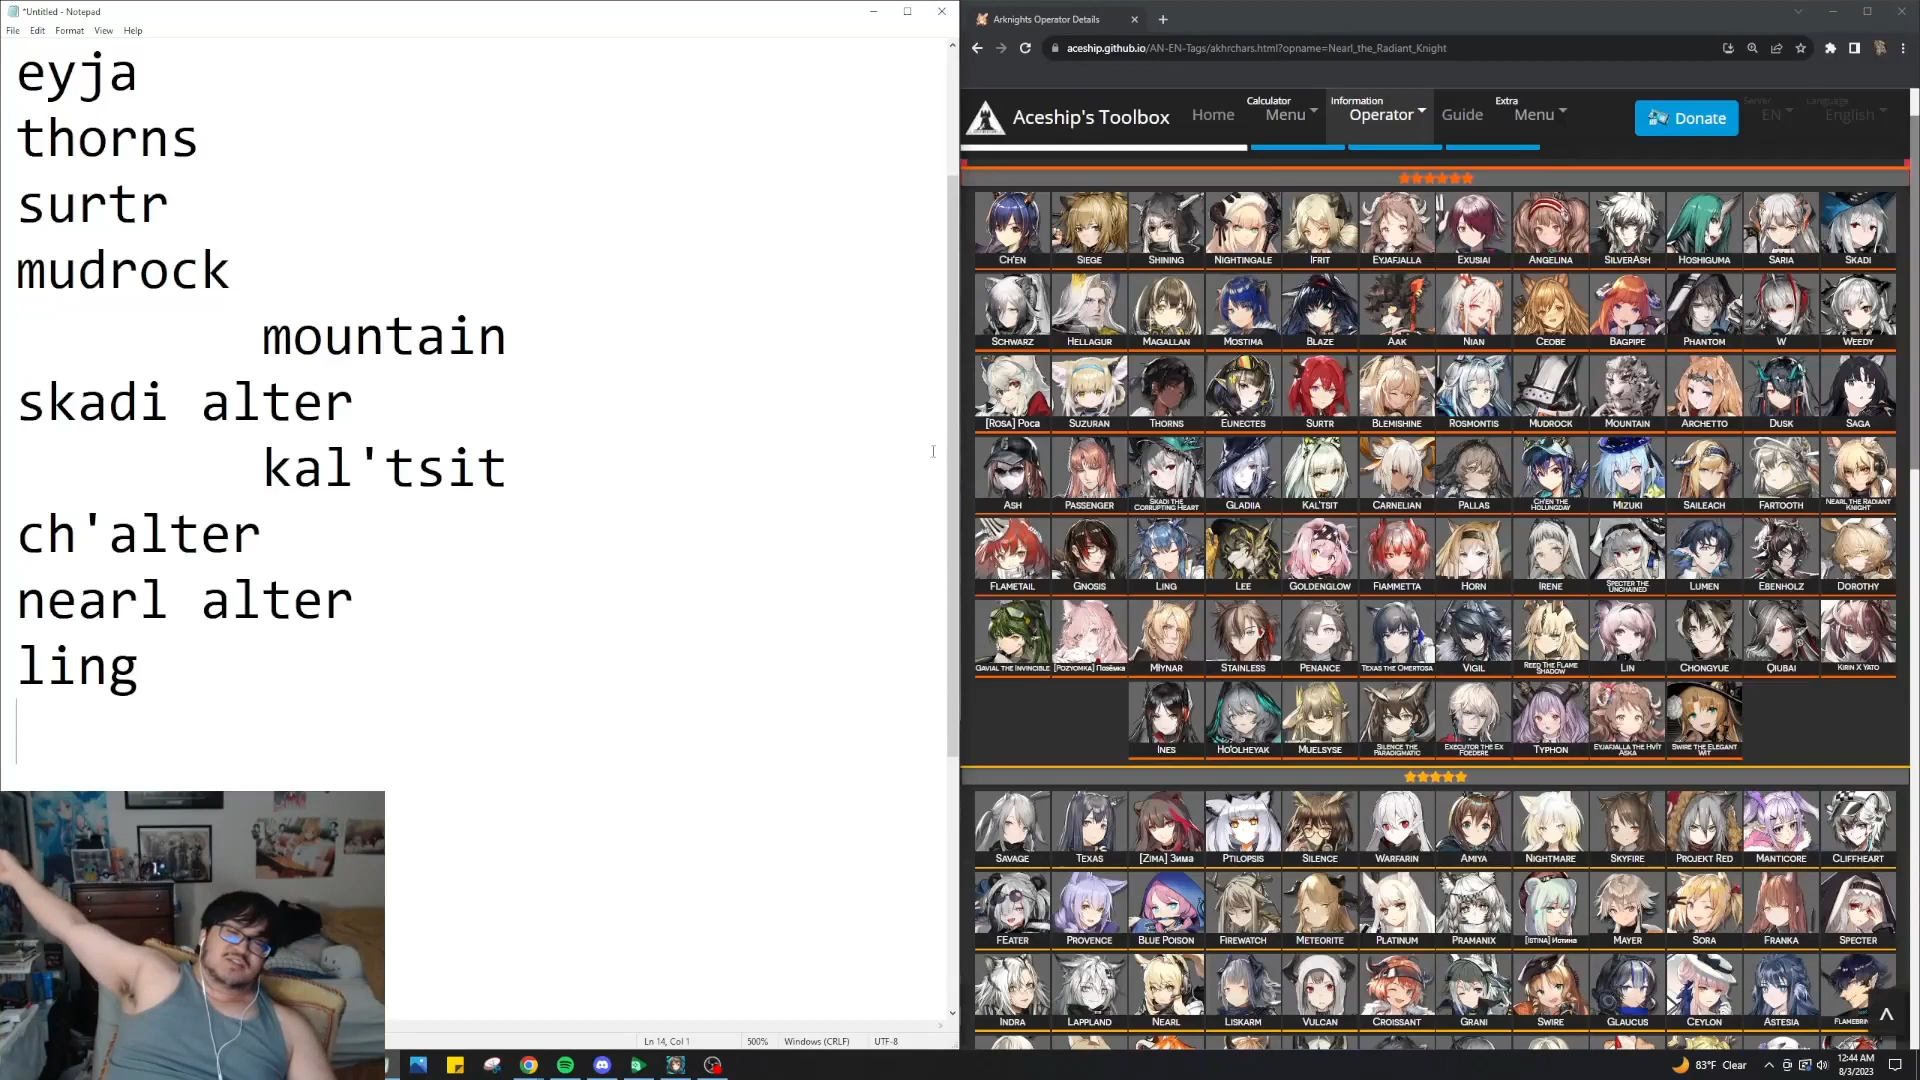 *Untitled - Notepad
File Edit Format View Help
eyja
thorns
surtr
mudrock
mountain
skadi alter
kal'tsit
ch'alter
nearl alter
ling
Ln 14, Col 1 500% Windows (CRLF) UTF-8
Arknights Operator Details
aceship.github.io/AN-EN-Tags/akhrchars.html?opname=Nearl_the_Radiant_Knight
Aceship's Toolbox
Home
Calculator
Menu
Information
Operator
Guide
Extra
Menu
Donate
Server
EN
Language
English
CH'EN SIEGE SHINING NIGHTINGALE IFRIT EYJAFJALLA EXUSIAI ANGELINA SILVERASH HOSHIGUMA SARIA SKADI
SCHWARZ HELLAGUR MAGALLAN MOSTIMA BLAZE AAK NIAN CEOBE BAGPIPE PHANTOM W WEEDY
[ROSA] Роса SUZURAN THORNS EUNECTES SURTR BLEMISHINE ROSMONTIS MUDROCK MOUNTAIN ARCHETTO DUSK SAGA
ASH PASSENGER SKADI THE CORRUPTING HEART GLADIIA KAL'TSIT CARNELIAN PALLAS CH'EN THE HOLUNGDAY MIZUKI SAILEACH FARTOOTH NEARL THE RADIANT KNIGHT
FLAMETAIL GNOSIS LING LEE GOLDENGLOW FIAMMETTA HORN IRENE SPECTER THE UNCHAINED LUMEN EBENHOLZ DOROTHY
GAVIAL THE INVINCIBLE [POZYOMKA] Позёмка MLYNAR STAINLESS PENANCE TEXAS THE OMERTOSA VIGIL REED THE FLAME SHADOW LIN CHONGYUE QIUBAI KIRIN X YATO
INES HO'OLHEYAK MUELSYSE SILENCE THE PARADIGMATIC EXECUTOR THE EX FOEDERE TYPHON EYJAFJALLA THE HVÍT ASKA SWIRE THE ELEGANT WIT
SAVAGE TEXAS [ZIMA] Зима PTILOPSIS SILENCE WARFARIN AMIYA NIGHTMARE SKYFIRE PROJEKT RED MANTICORE CLIFFHEART
FEATER PROVENCE BLUE POISON FIREWATCH METEORITE PLATINUM PRAMANIX [ISTINA] Истина MAYER SORA FRANKA SPECTER
INDRA LAPPLAND NEARL LISKARM VULCAN CROISSANT GRANI SWIRE GLAUCUS CEYLON ASTESIA FLAMEBRIN
83°F Clear
12:44 AM
8/3/2023